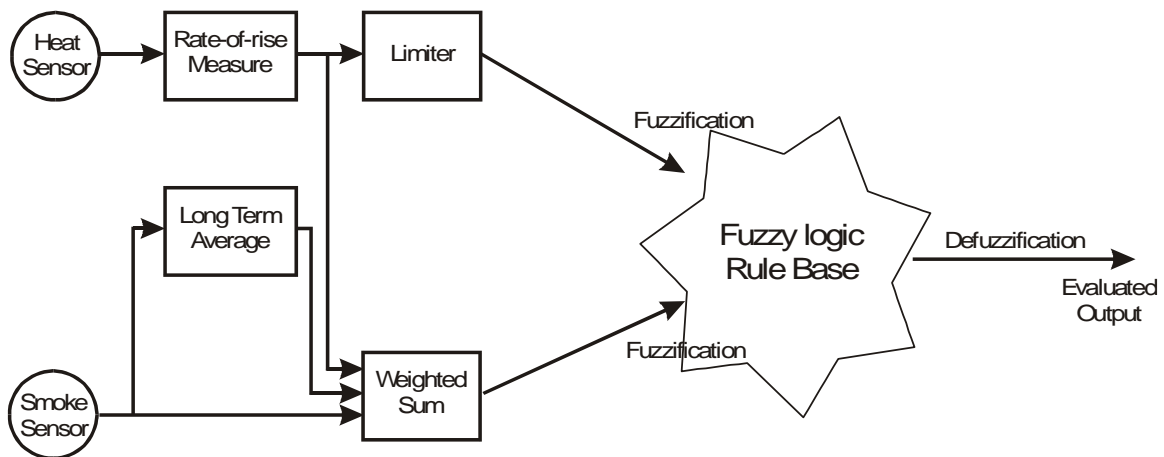 Heat
Sensor
Rate-of-rise
Measure
Limiter
Fuzzification
Long Term
Average
Fuzzy logic
Rule Base
Defuzzification
Evaluated
Output
Fuzzification
Smoke
Sensor
Weighted
Sum